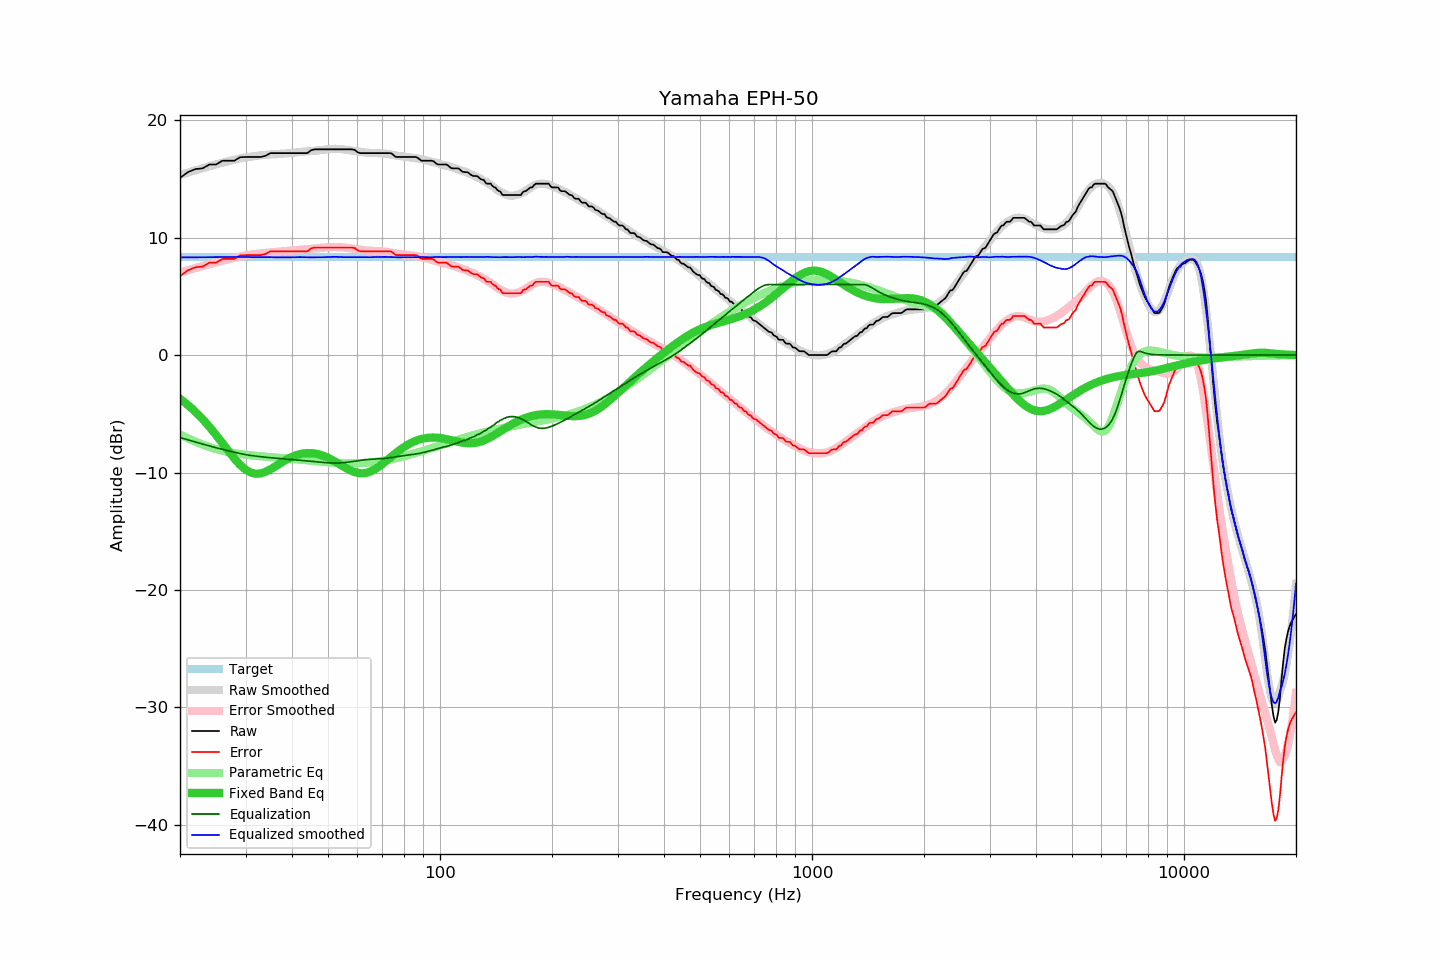 Yamaha EPH-50
20
10
0
−10
−20
−30
−40
Amplitude (dBr)
Target
Raw Smoothed
Error Smoothed
Raw
Error
Parametric Eq
Fixed Band Eq
Equalization
Equalized smoothed
100
1000
10000
Frequency (Hz)